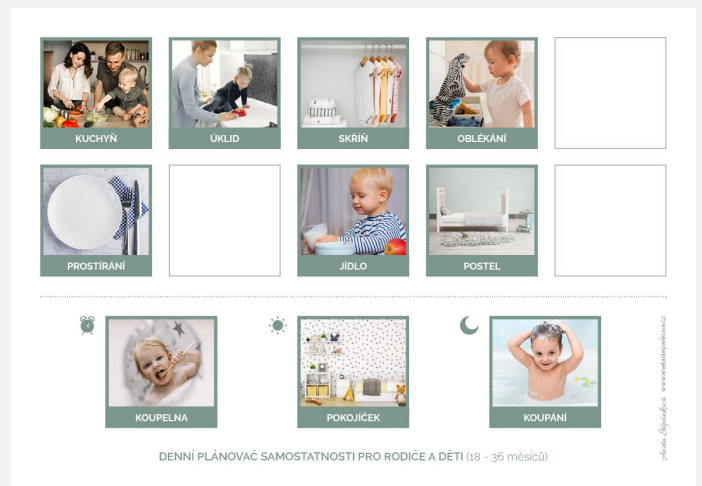 KUCHYŇ
ÚKLID
SKŘÍŇ
OBLÉKÁNÍ
PROSTÍRÁNÍ
JÍDLO
POSTEL
KOUPELNA
POKOJÍČEK
KOUPÁNÍ
DENNÍ PLÁNOVAČ SAMOSTATNOSTI PRO RODIČE A DĚTI (18 - 36 měsíců)